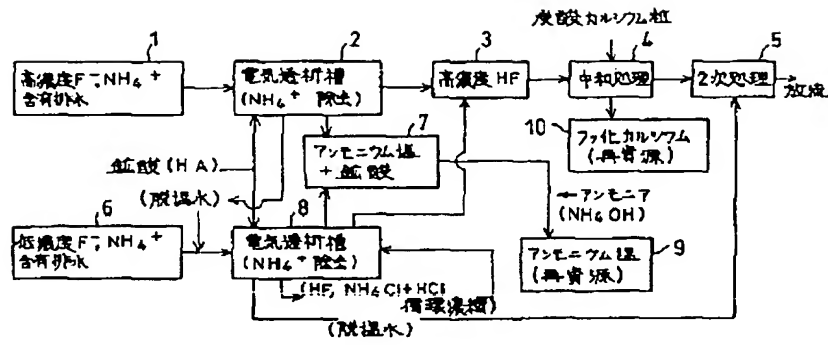 炭酸カルシウム粒
1
2
3
4
5
高濃度F⁻,NH₄⁺
含有排水
電気透析槽
(NH₄⁺ 除去)
高濃度 HF
中和処理
2次処理
放流
7
10
鉱酸(HA)
アンモニウム塩
+ 鉱酸
フッ化カルシウム
(再資源)
(脱塩水)
6
8
アンモニア
(NH₄OH)
低濃度F⁻,NH₄⁺
含有排水
電気透析槽
(NH₄⁺ 除去)
アンモニウム塩
(再資源)
9
(HF, NH₄Cl+HCl
循環濃縮)
(脱塩水)